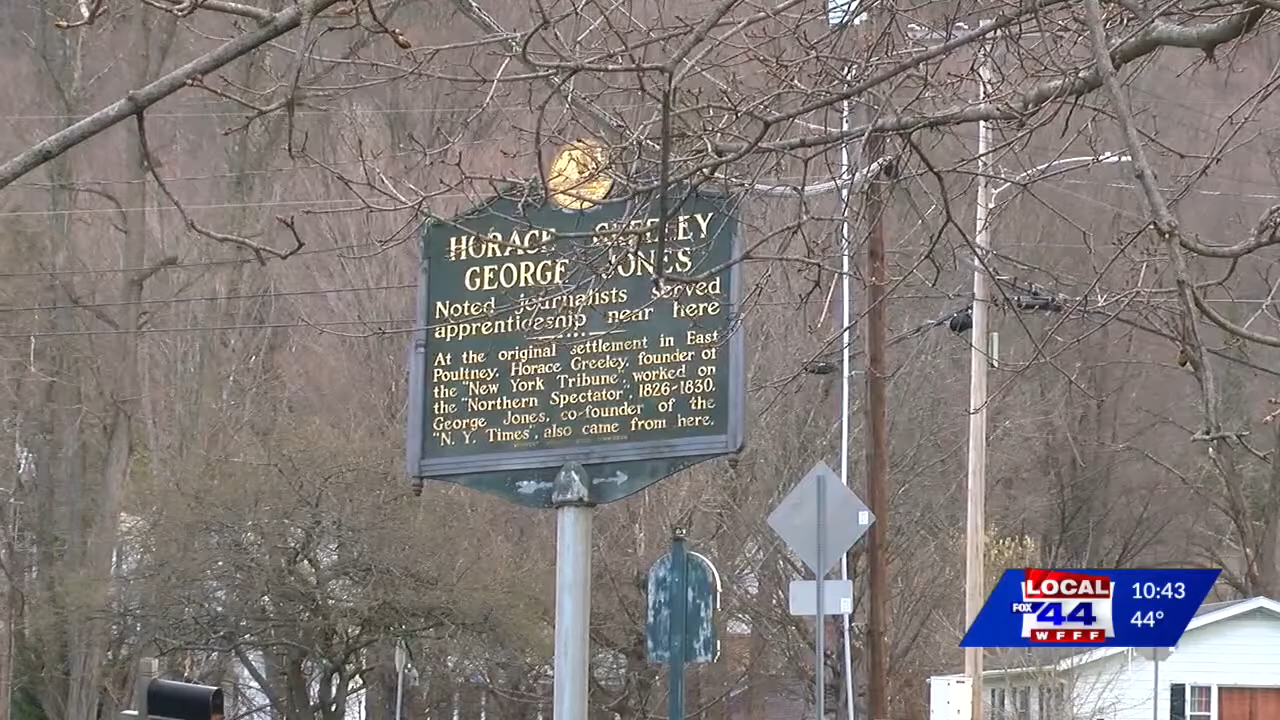 HORACE GREELEY
GEORGE JONES
Noted journalists served
apprenticeship near here
At the original settlement in East
Poultney, Horace Greeley, founder of
the "New York Tribune", worked on
the "Northern Spectator", 1826-1830.
George Jones, co-founder of the
"N. Y. Times", also came from here.
LOCAL
FOX 44
WFFF
10:43
44°